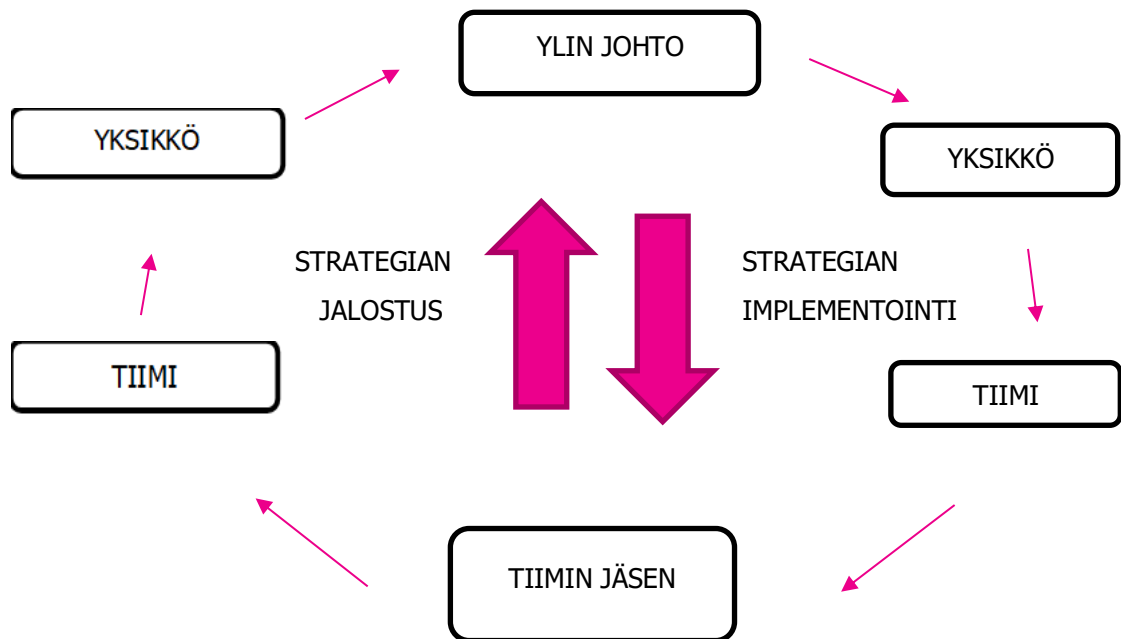 YLIN JOHTO
YKSIKKÖ
YKSIKKÖ
STRATEGIAN
JALOSTUS
STRATEGIAN
IMPLEMENTOINTI
TIIMI
TIIMI
TIIMIN JÄSEN